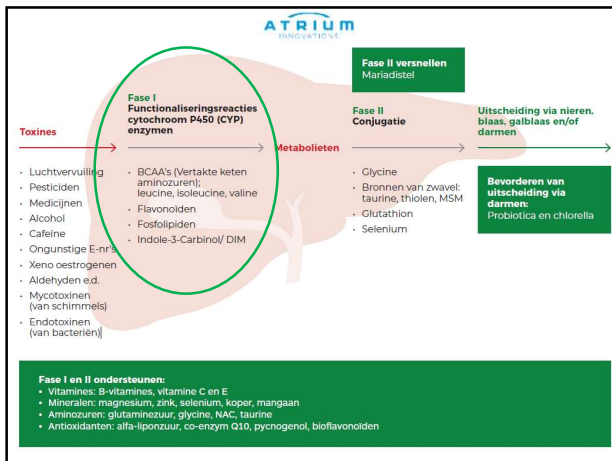 ATRIUM
INNOVATIONS
Toxines
• Luchtvervuiling
• Pesticiden
• Medicijnen
• Alcohol
• Cafeïne
• Ongunstige E-nr's
• Xeno oestrogenen
• Aldehyden e.d.
• Mycotoxinen
(van schimmels)
• Endotoxinen
(van bacteriën)
Fase I
Functionaliseringsreacties
cytochroom P450 (CYP)
enzymen
• BCAA's (Vertakte keten
aminozuren);
leucine, isoleucine, valine
• Flavonoïden
• Fosfolipiden
• Indole-3-Carbinol/ DIM
Metabolieten
Fase II versnellen
Mariadistel
Fase II
Conjugatie
• Glycine
• Bronnen van zwavel:
taurine, thiolen, MSM
• Glutathion
• Selenium
Uitscheiding via nieren,
blaas, galblaas en/of
darmen
Bevorderen van
uitscheiding via
darmen:
Probiotica en chlorella
Fase I en II ondersteunen:
• Vitamines: B-vitamines, vitamine C en E
• Mineralen: magnesium, zink, selenium, koper, mangaan
• Aminozuren: glutaminezuur, glycine, NAC, taurine
• Antioxidanten: alfa-liponzuur, co-enzym Q10, pycnogenol, bioflavonoïden